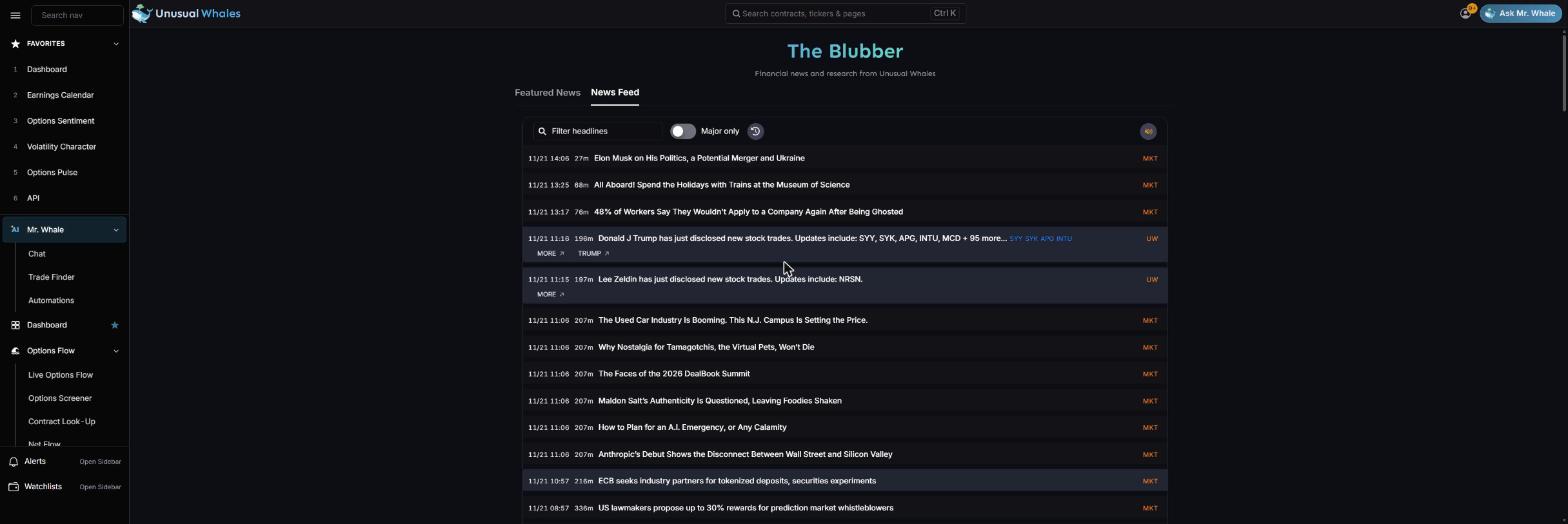 Search nav
Unusual Whales
Search contracts, tickers & pages
Ctrl K
9+
Ask Mr. Whale
FAVORITES
1 Dashboard
2 Earnings Calendar
3 Options Sentiment
4 Volatility Character
5 Options Pulse
6 API
AI Mr. Whale
Chat
Trade Finder
Automations
Dashboard
Options Flow
Live Options Flow
Options Screener
Contract Look-Up
Net Flow
Alerts Open Sidebar
Watchlists Open Sidebar
The Blubber
Financial news and research from Unusual Whales
Featured News News Feed
Filter headlines Major only
11/21 14:06 27m Elon Musk on His Politics, a Potential Merger and Ukraine MKT
11/21 13:25 68m All Aboard! Spend the Holidays with Trains at the Museum of Science MKT
11/21 13:17 76m 48% of Workers Say They Wouldn't Apply to a Company Again After Being Ghosted MKT
11/21 11:16 196m Donald J Trump has just disclosed new stock trades. Updates include: SYY, SYK, APG, INTU, MCD + 95 more... SYY SYK APG INTU UW
MORE ↗ TRUMP ↗
11/21 11:15 197m Lee Zeldin has just disclosed new stock trades. Updates include: NRSN. UW
MORE ↗
11/21 11:06 207m The Used Car Industry Is Booming. This N.J. Campus Is Setting the Price. MKT
11/21 11:06 207m Why Nostalgia for Tamagotchis, the Virtual Pets, Won't Die MKT
11/21 11:06 207m The Faces of the 2026 DealBook Summit MKT
11/21 11:06 207m Maldon Salt's Authenticity Is Questioned, Leaving Foodies Shaken MKT
11/21 11:06 207m How to Plan for an A.I. Emergency, or Any Calamity MKT
11/21 11:06 207m Anthropic's Debut Shows the Disconnect Between Wall Street and Silicon Valley MKT
11/21 10:57 216m ECB seeks industry partners for tokenized deposits, securities experiments MKT
11/21 08:57 336m US lawmakers propose up to 30% rewards for prediction market whistleblowers MKT